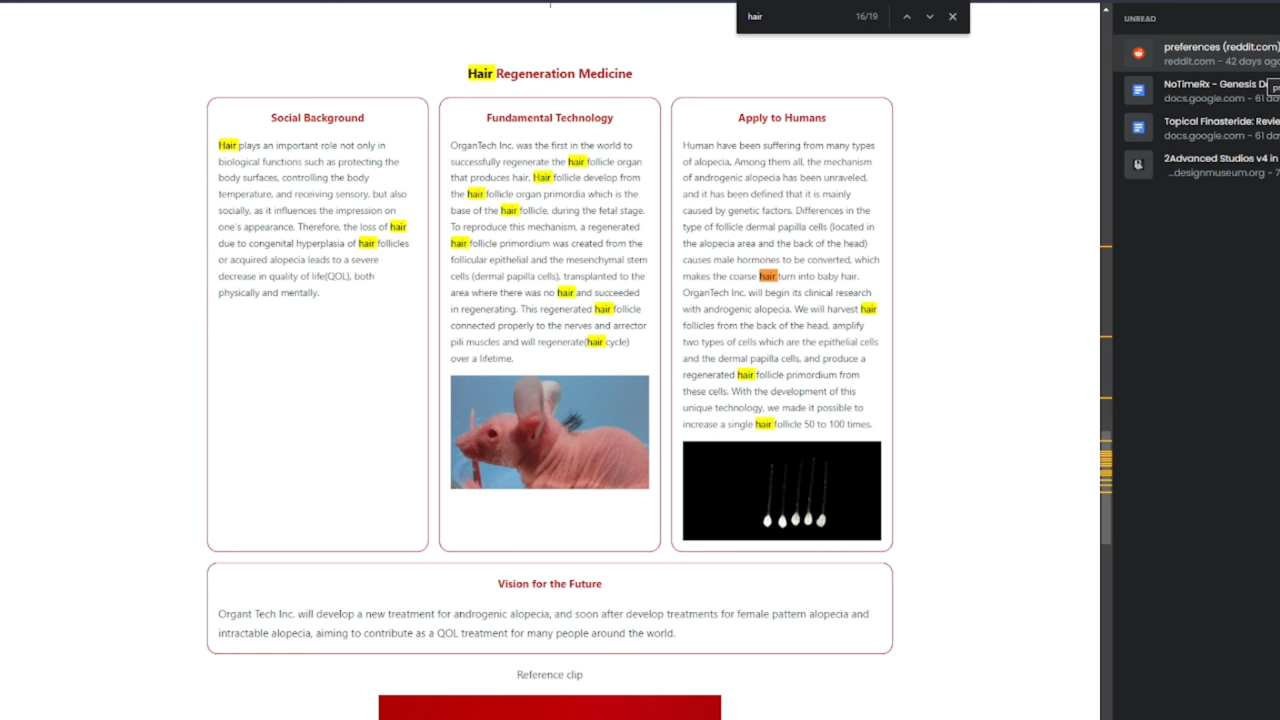 hair
16/19
Hair Regeneration Medicine
Social Background
Hair plays an important role not only in
biological functions such as protecting the
body surfaces, controlling the body
temperature, and receiving sensory, but also
socially, as it influences the impression on
one's appearance. Therefore, the loss of hair
due to congenital hyperplasia of hair follicles
or acquired alopecia leads to a severe
decrease in quality of life(QOL), both
physically and mentally.
Fundamental Technology
OrganTech Inc. was the first in the world to
successfully regenerate the hair follicle organ
that produces hair. Hair follicle develop from
the hair follicle organ primordia which is the
base of the hair follicle, during the fetal stage.
To reproduce this mechanism, a regenerated
hair follicle primordium was created from the
follicular epithelial and the mesenchymal stem
cells (dermal papilla cells), transplanted to the
area where there was no hair and succeeded
in regenerating. This regenerated hair follicle
connected properly to the nerves and arrector
pili muscles and will regenerate(hair cycle)
over a lifetime.
Apply to Humans
Human have been suffering from many types
of alopecia. Among them all, the mechanism
of androgenic alopecia has been unraveled,
and it has been defined that it is mainly
caused by genetic factors. Differences in the
type of follicle dermal papilla cells (located in
the alopecia area and the back of the head)
causes male hormones to be converted, which
makes the coarse hair turn into baby hair.
OrganTech Inc. will begin its clinical research
with androgenic alopecia. We will harvest hair
follicles from the back of the head, amplify
two types of cells which are the epithelial cells
and the dermal papilla cells, and produce a
regenerated hair follicle primordium from
these cells. With the development of this
unique technology, we made it possible to
increase a single hair follicle 50 to 100 times.
Vision for the Future
Organt Tech Inc. will develop a new treatment for androgenic alopecia, and soon after develop treatments for female pattern alopecia and
intractable alopecia, aiming to contribute as a QOL treatment for many people around the world.
Reference clip
UNREAD
preferences (reddit.com)
reddit.com - 42 days ago
NoTimeRx - Genesis
docs.google.com - 61
Topical Finasteride:
docs.google.com - 61
2Advanced Studios v4 in
...designmuseum.org - 7